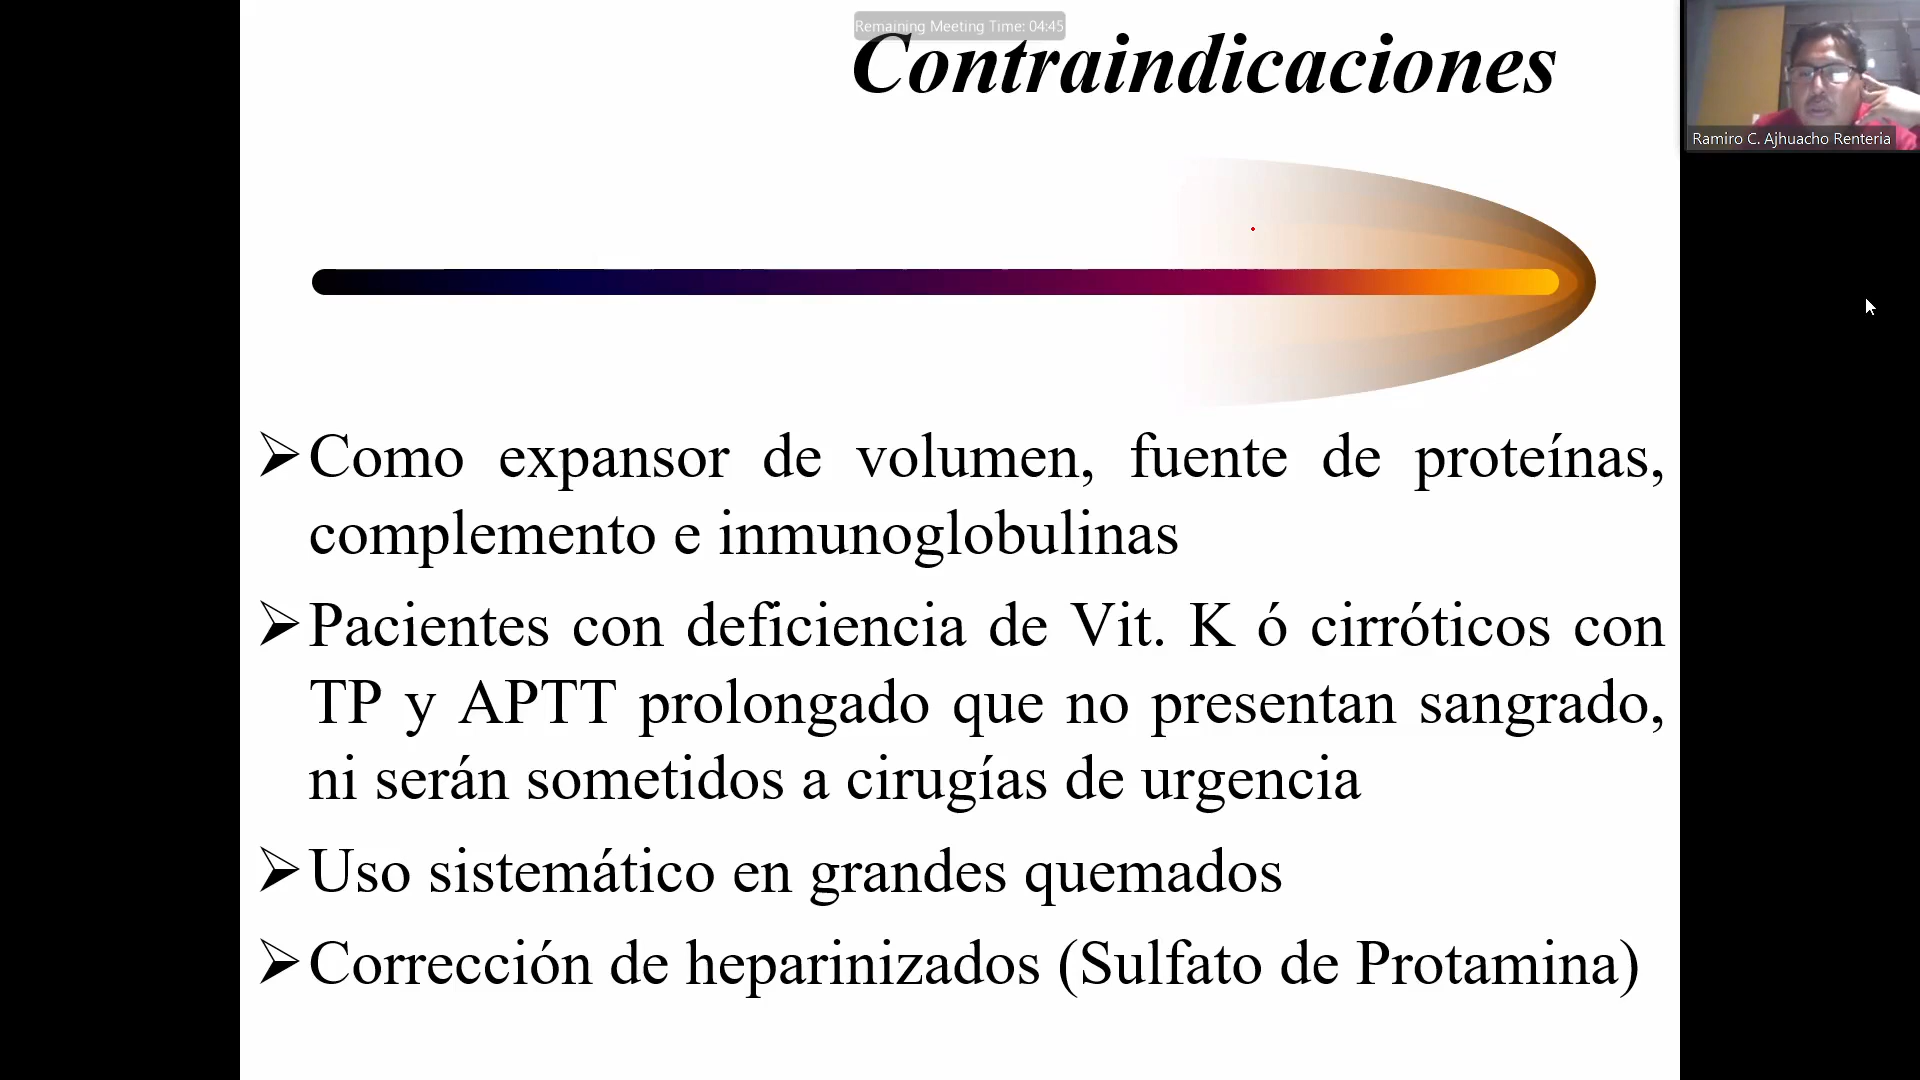 Remaining Meeting Time: 04:45
Contraindicaciones
Ramiro C. Ajhuacho Renteria
➢Como expansor de volumen, fuente de proteínas,
complemento e inmunoglobulinas
➢Pacientes con deficiencia de Vit. K ó cirróticos con
TP y APTT prolongado que no presentan sangrado,
ni serán sometidos a cirugías de urgencia
➢Uso sistemático en grandes quemados
➢Corrección de heparinizados (Sulfato de Protamina)